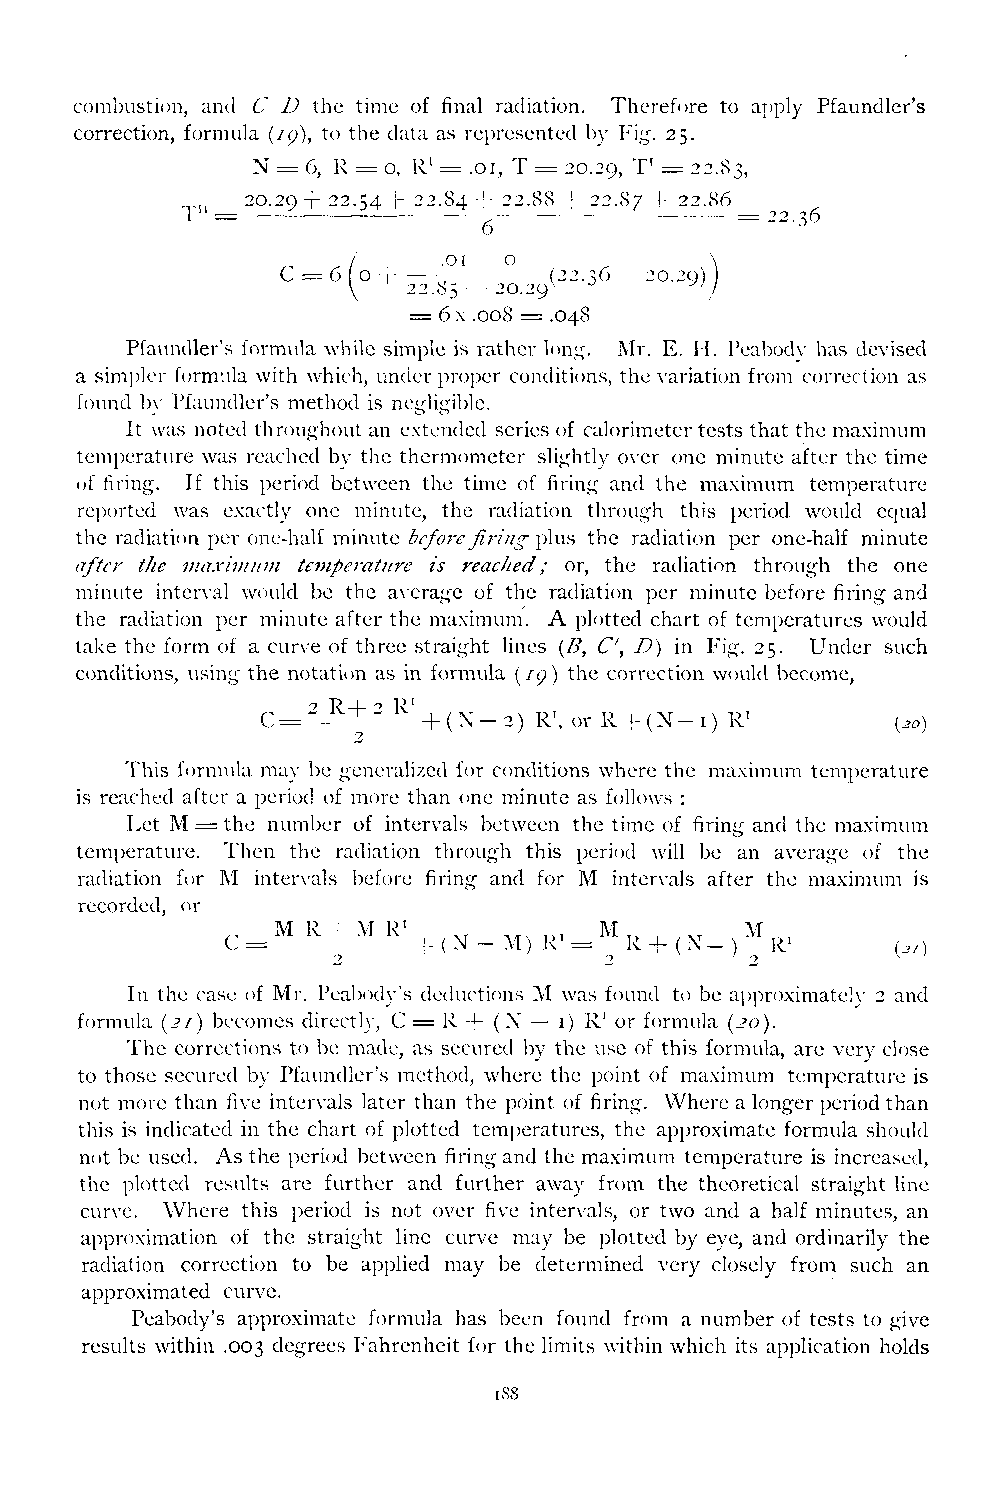 combustion, and C D the time of final radiation. Therefore to apply Pfaundler's
correction, formula (19), to the data as represented by Fig. 25.
N = 6, R = 0, R¹ = .01, T = 20.29, T¹ = 22.83,
T¹¹ = 20.29 + 22.54 + 22.84 + 22.88 + 22.87 + 22.86 = 22.36
6
C = 6 (0 + .01 0 (22.36 20.29))
22.83 — 20.29
= 6 x .008 = .048
Pfaundler's formula while simple is rather long. Mr. E. H. Peabody has devised
a simpler formula with which, under proper conditions, the variation from correction as
found by Pfaundler's method is negligible.
It was noted throughout an extended series of calorimeter tests that the maximum
temperature was reached by the thermometer slightly over one minute after the time
of firing. If this period between the time of firing and the maximum temperature
reported was exactly one minute, the radiation through this period would equal
the radiation per one-half minute before firing plus the radiation per one-half minute
after the maximum temperature is reached; or, the radiation through the one
minute interval would be the average of the radiation per minute before firing and
the radiation per minute after the maximum. A plotted chart of temperatures would
take the form of a curve of three straight lines (B, C', D) in Fig. 25. Under such
conditions, using the notation as in formula (19) the correction would become,
C = 2 R + 2 R¹ + (N — 2) R¹, or R + (N — 1) R¹ (20)
2
This formula may be generalized for conditions where the maximum temperature
is reached after a period of more than one minute as follows :
Let M = the number of intervals between the time of firing and the maximum
temperature. Then the radiation through this period will be an average of the
radiation for M intervals before firing and for M intervals after the maximum is
recorded, or
C = M R + M R¹ + (N — M) R¹ = M R + (N — ) M R¹ (21)
2 2 2
In the case of Mr. Peabody's deductions M was found to be approximately 2 and
formula (21) becomes directly, C = R + (N — 1) R¹ or formula (20).
The corrections to be made, as secured by the use of this formula, are very close
to those secured by Pfaundler's method, where the point of maximum temperature is
not more than five intervals later than the point of firing. Where a longer period than
this is indicated in the chart of plotted temperatures, the approximate formula should
not be used. As the period between firing and the maximum temperature is increased,
the plotted results are further and further away from the theoretical straight line
curve. Where this period is not over five intervals, or two and a half minutes, an
approximation of the straight line curve may be plotted by eye, and ordinarily the
radiation correction to be applied may be determined very closely from such an
approximated curve.
Peabody's approximate formula has been found from a number of tests to give
results within .003 degrees Fahrenheit for the limits within which its application holds
188